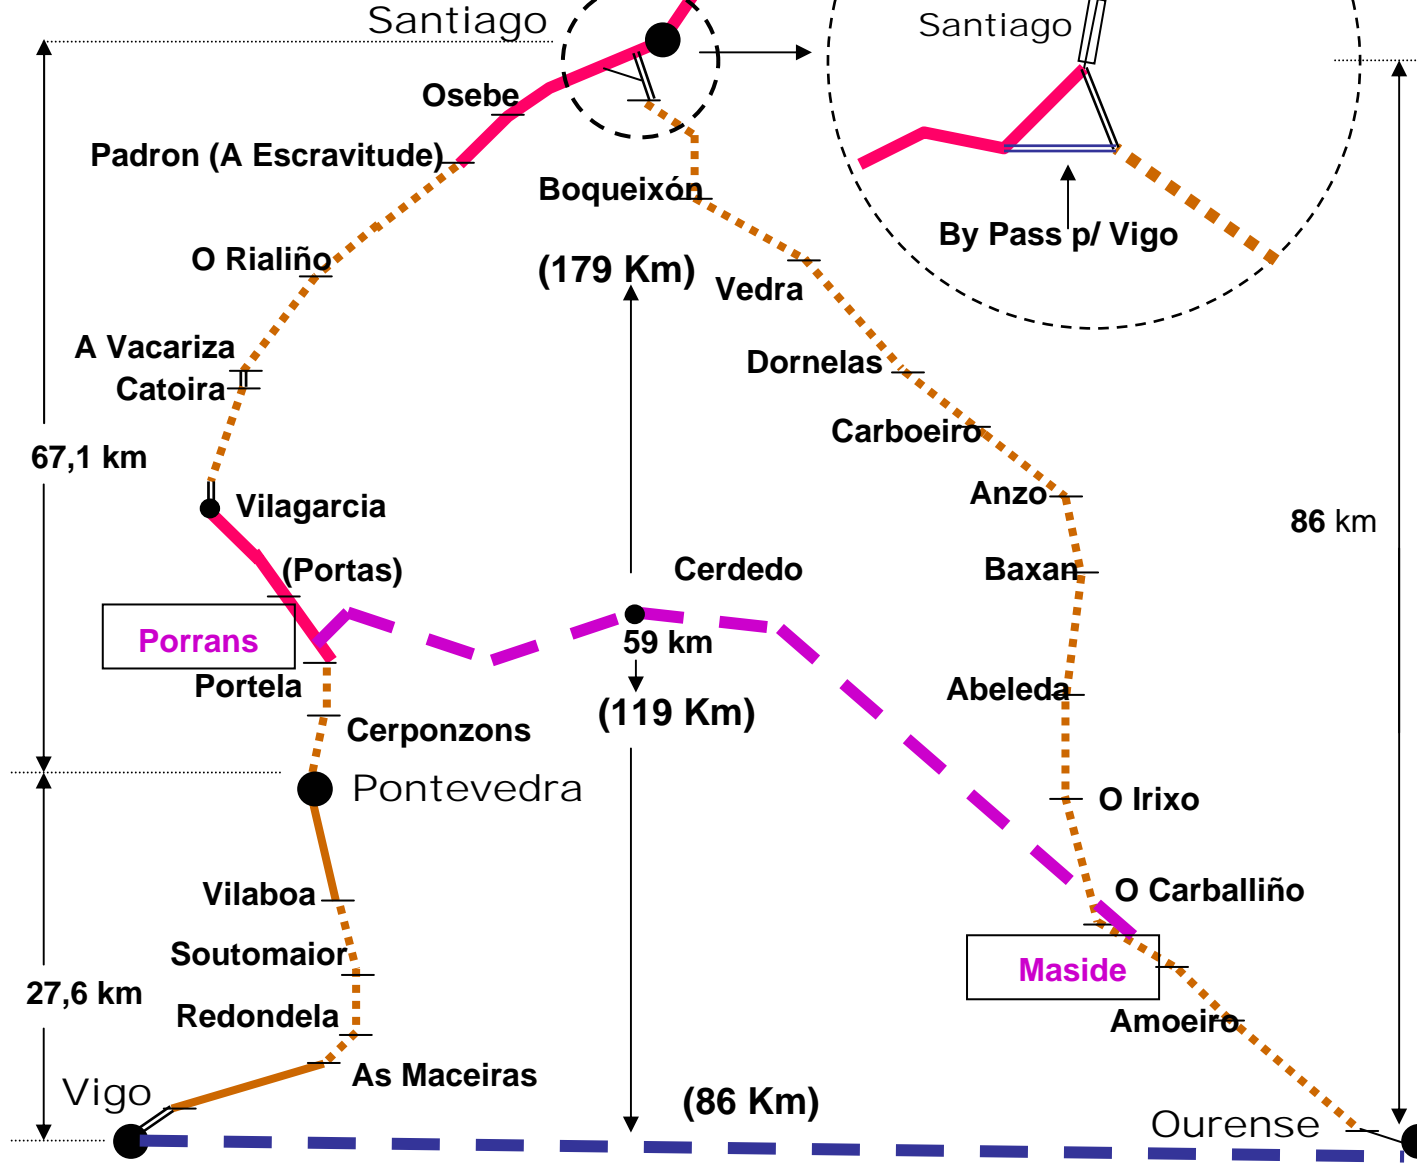 Santiago
Santiago
Osebe
Padron (A Escravitude)
Boqueixón
By Pass p/ Vigo
O Rialiño
(179 Km)
Vedra
A Vacariza
Dornelas
Catoira
Carboeiro
67,1 km
Anzo
Vilagarcia
86 km
(Portas)
Cerdedo
Baxan
Porrans
59 km
Portela
Abeleda
(119 Km)
Cerponzons
Pontevedra
O Irixo
Vilaboa
O Carballiño
Soutomaior
Maside
27,6 km
Redondela
Amoeiro
As Maceiras
Vigo
(86 Km)
Ourense